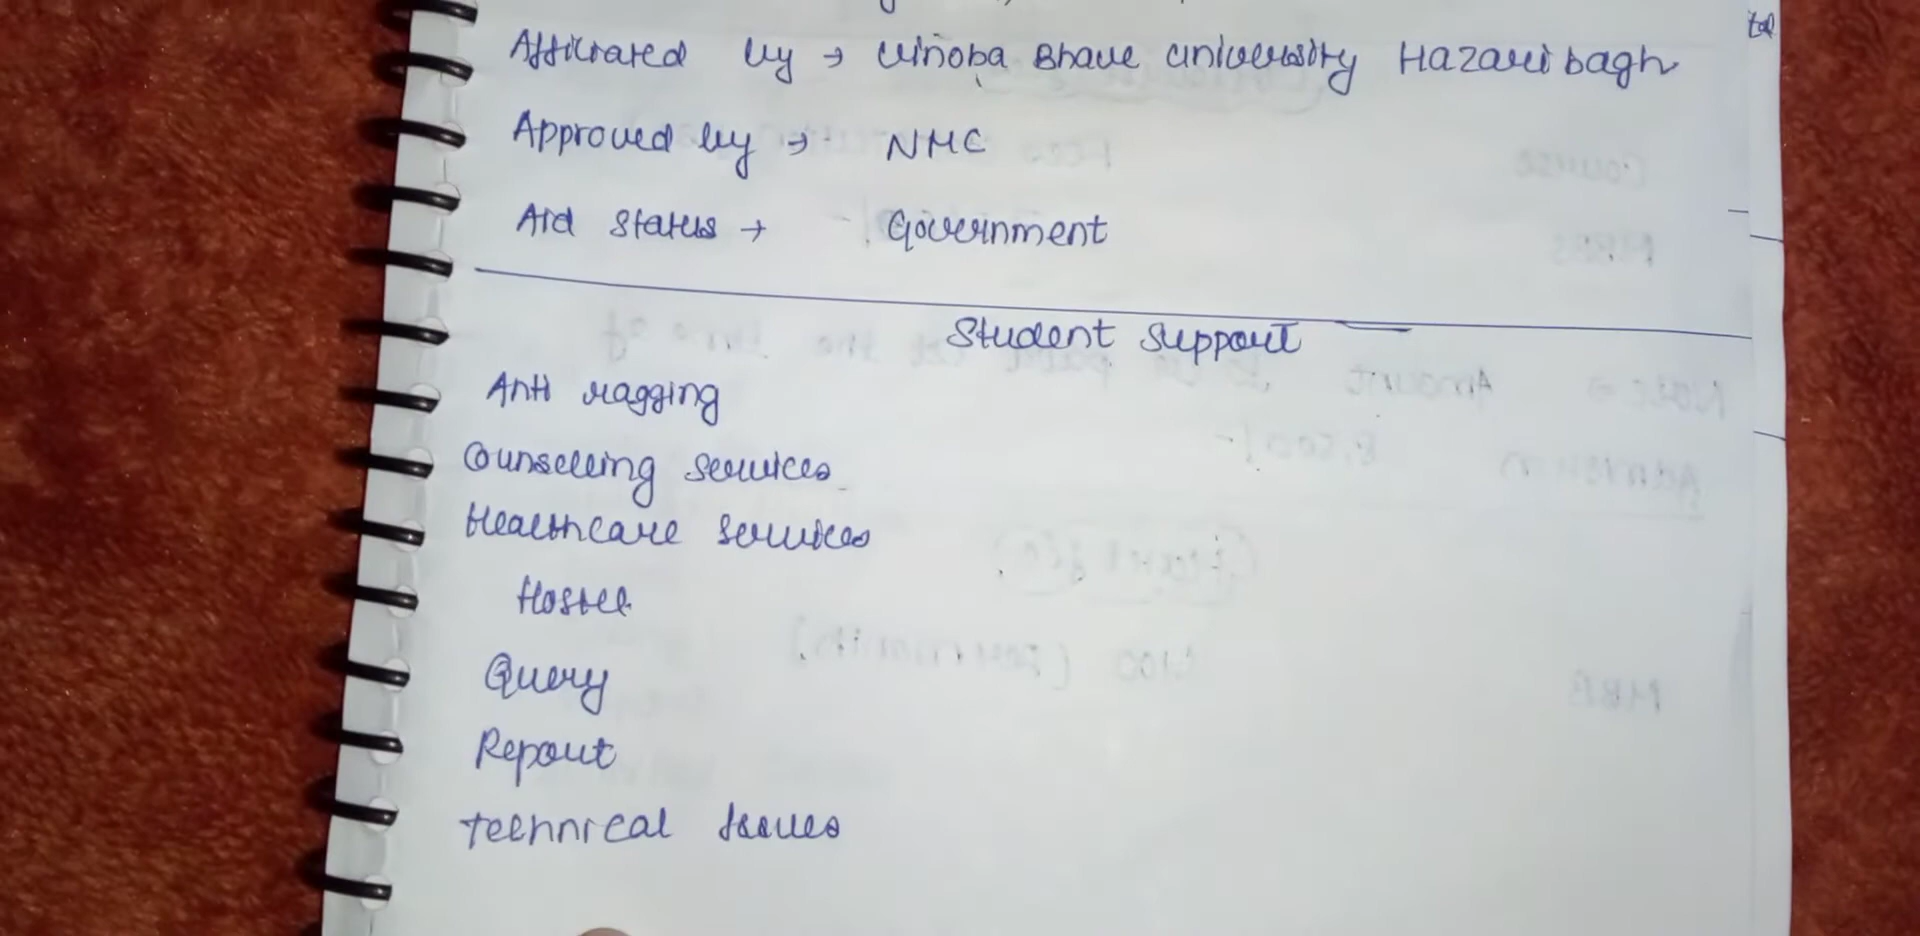 Affiliated by → Vinoba Bhave University Hazaribagh
Approved by → NMC
Aid Status → Government
Student Support
Anti ragging
Counselling services
Healthcare services
Hostel
Query
Report
Technical Issues